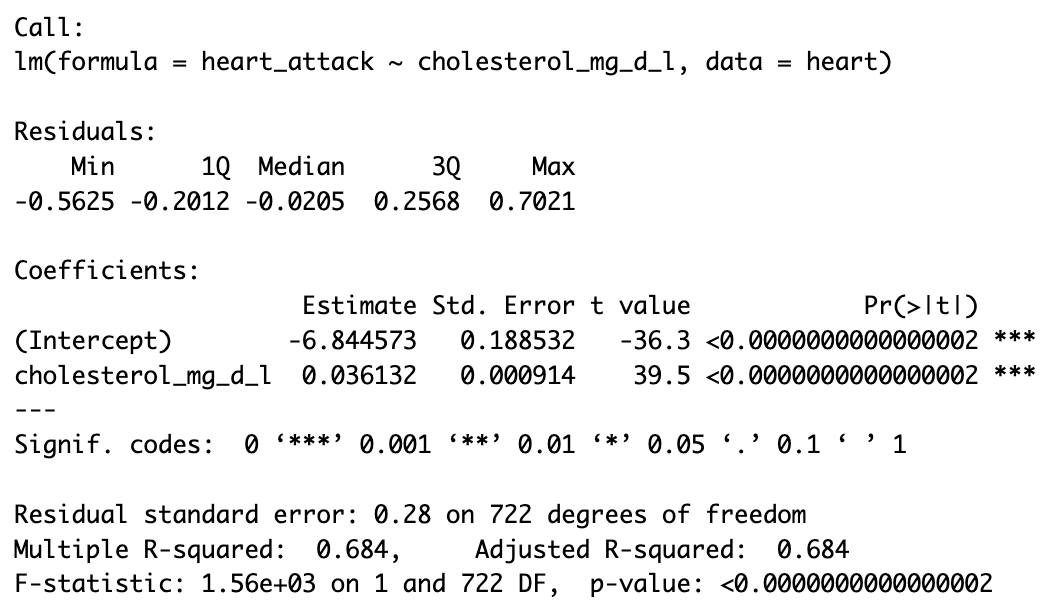 Call:
lm(formula = heart_attack ~ cholesterol_mg_d_l, data = heart)
Residuals:
Min 1Q Median 3Q Max
-0.5625 -0.2012 -0.0205 0.2568 0.7021
Coefficients:
Estimate Std. Error t value Pr(>|t|)
(Intercept) -6.844573 0.188532 -36.3 <0.0000000000000002 ***
cholesterol_mg_d_l 0.036132 0.000914 39.5 <0.0000000000000002 ***
---
Signif. codes: 0 ‘***’ 0.001 ‘**’ 0.01 ‘*’ 0.05 ‘.’ 0.1 ‘ ’ 1
Residual standard error: 0.28 on 722 degrees of freedom
Multiple R-squared: 0.684, Adjusted R-squared: 0.684
F-statistic: 1.56e+03 on 1 and 722 DF, p-value: <0.0000000000000002